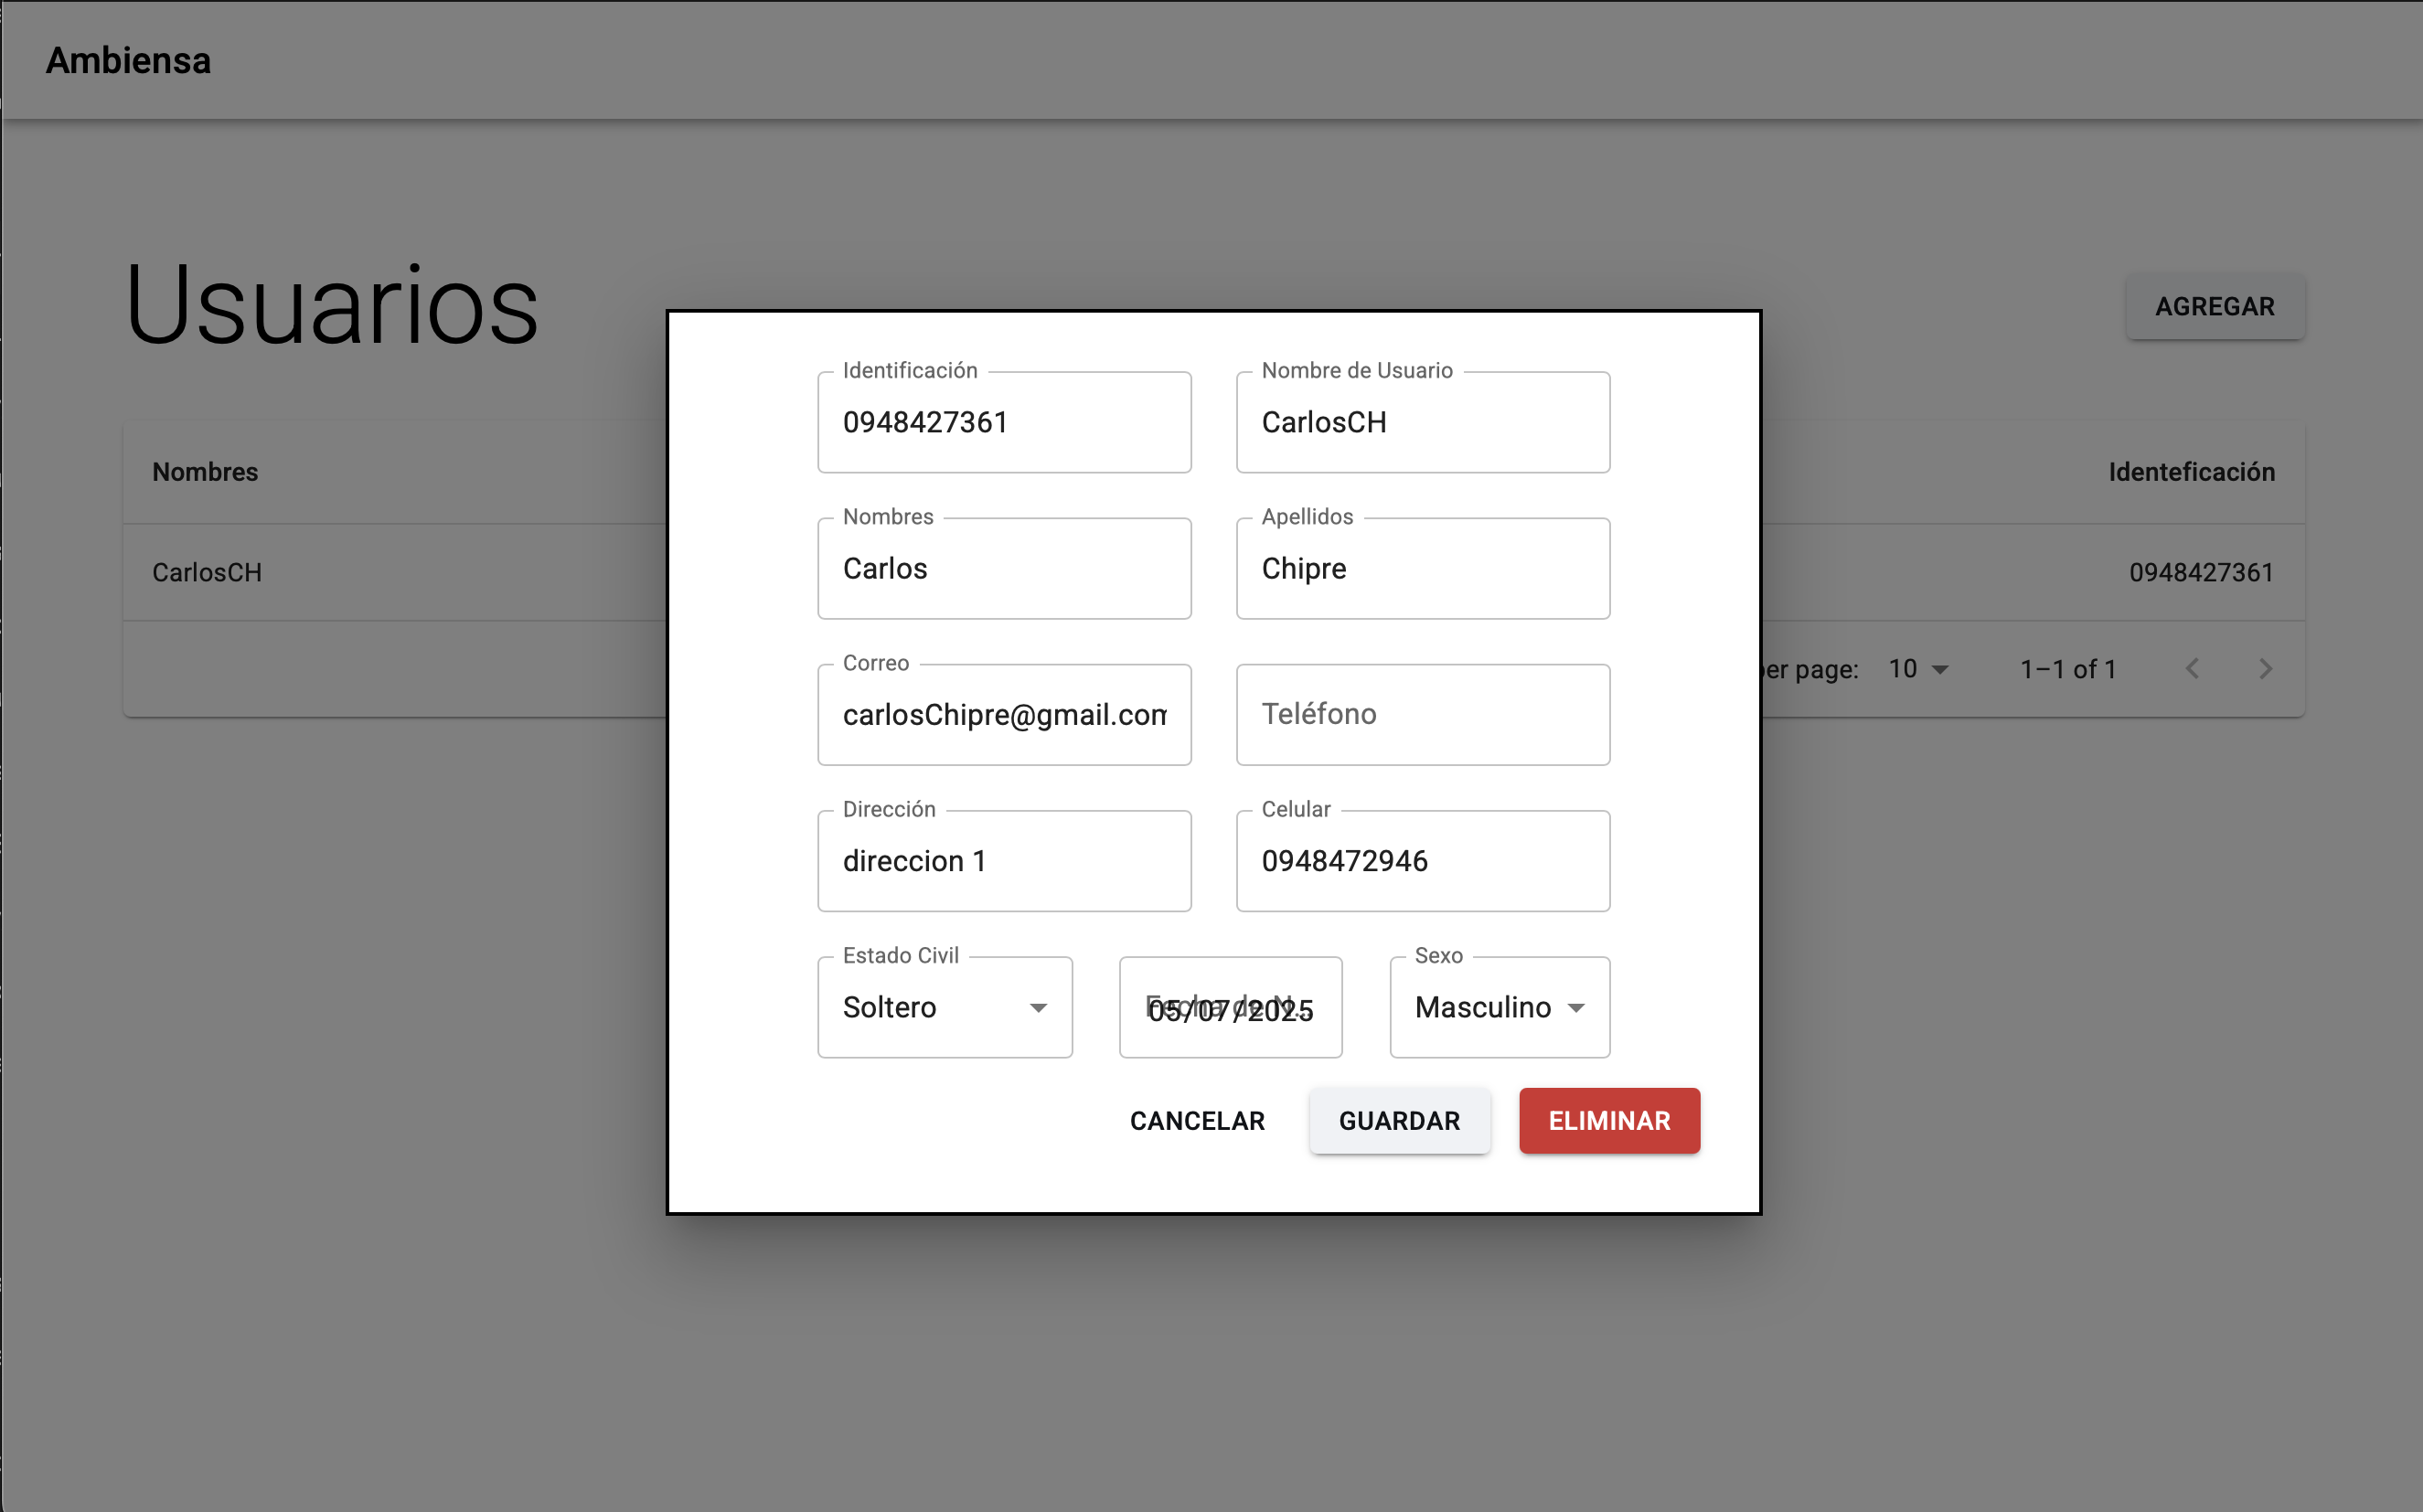 Ambiensa
Usuarios
AGREGAR
Nombres
Identeficación
CarlosCH
0948427361
per page:
10
1–1 of 1
Identificación
0948427361
Nombre de Usuario
CarlosCH
Nombres
Carlos
Apellidos
Chipre
Correo
carlosChipre@gmail.com
Teléfono
Dirección
direccion 1
Celular
0948472946
Estado Civil
Soltero
Fecha de N...
05/07/2025
Sexo
Masculino
CANCELAR
GUARDAR
ELIMINAR